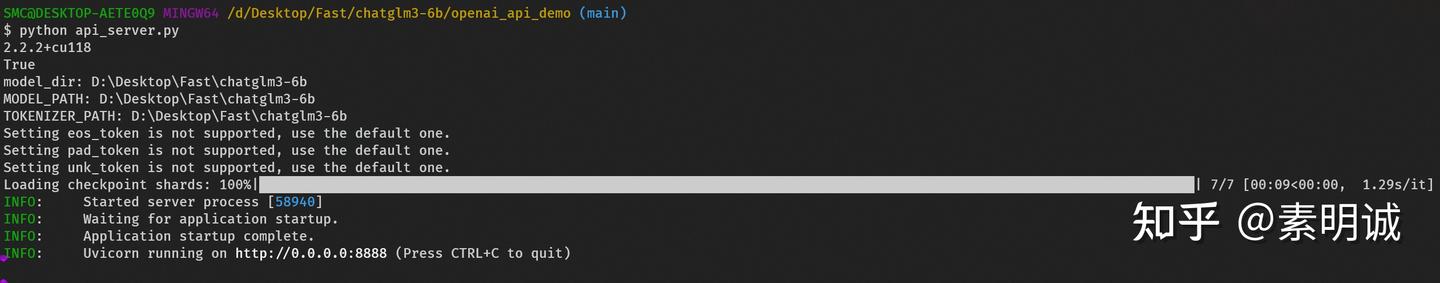 SMC@DESKTOP-AETE0Q9 MINGW64 /d/Desktop/Fast/chatglm3-6b/openai_api_demo (main)
$ python api_server.py
2.2.2+cu118
True
model_dir: D:\Desktop\Fast\chatglm3-6b
MODEL_PATH: D:\Desktop\Fast\chatglm3-6b
TOKENIZER_PATH: D:\Desktop\Fast\chatglm3-6b
Setting eos_token is not supported, use the default one.
Setting pad_token is not supported, use the default one.
Setting unk_token is not supported, use the default one.
Loading checkpoint shards: 100%|| 7/7 [00:09<00:00, 1.29s/it]
INFO: Started server process [58940]
INFO: Waiting for application startup.
INFO: Application startup complete.
INFO: Uvicorn running on http://0.0.0.0:8888 (Press CTRL+C to quit)
知乎 @素明诚